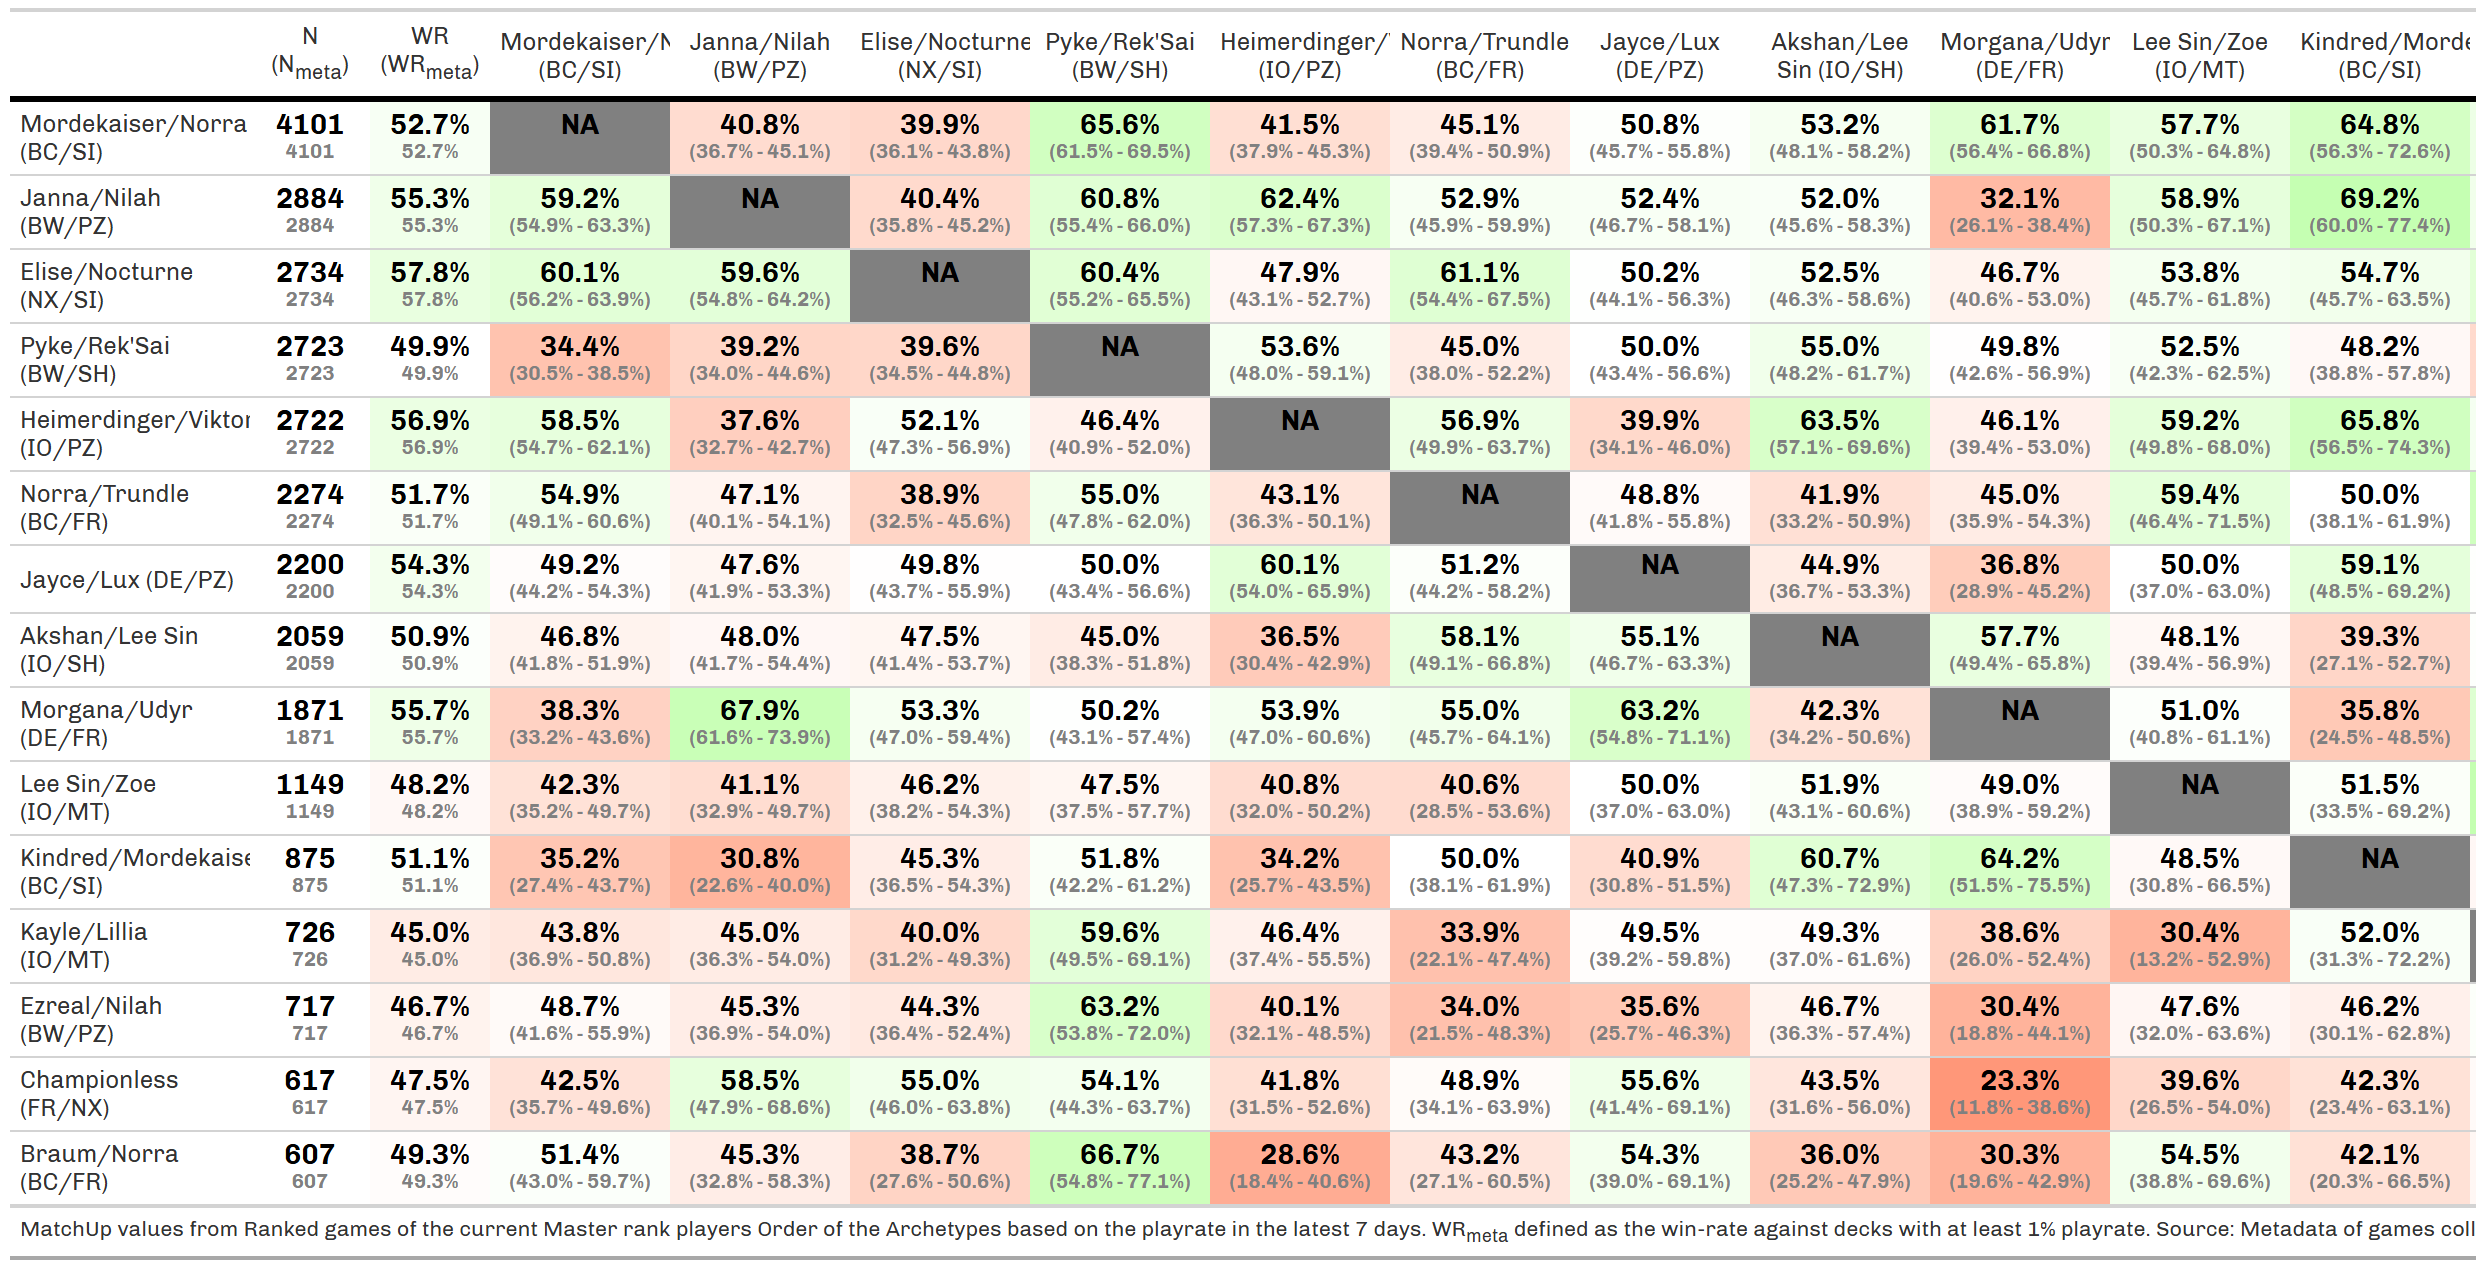 N WR Mordekaiser/N Janna/Nilah Elise/Nocturne Pyke/Rek'Sai Heimerdinger/ Norra/Trundle Jayce/Lux Akshan/Lee Morgana/Udyr Lee Sin/Zoe Kindred/Morde
(Nmeta) (WRmeta) (BC/SI) (BW/PZ) (NX/SI) (BW/SH) (IO/PZ) (BC/FR) (DE/PZ) Sin (IO/SH) (DE/FR) (IO/MT) (BC/SI)
Mordekaiser/Norra 4101 52.7% NA 40.8% 39.9% 65.6% 41.5% 45.1% 50.8% 53.2% 61.7% 57.7% 64.8%
(BC/SI) 4101 52.7% (36.7% - 45.1%) (36.1% - 43.8%) (61.5% - 69.5%) (37.9% - 45.3%) (39.4% - 50.9%) (45.7% - 55.8%) (48.1% - 58.2%) (56.4% - 66.8%) (50.3% - 64.8%) (56.3% - 72.6%)
Janna/Nilah 2884 55.3% 59.2% NA 40.4% 60.8% 62.4% 52.9% 52.4% 52.0% 32.1% 58.9% 69.2%
(BW/PZ) 2884 55.3% (54.9% - 63.3%) (35.8% - 45.2%) (55.4% - 66.0%) (57.3% - 67.3%) (45.9% - 59.9%) (46.7% - 58.1%) (45.6% - 58.3%) (26.1% - 38.4%) (50.3% - 67.1%) (60.0% - 77.4%)
Elise/Nocturne 2734 57.8% 60.1% 59.6% NA 60.4% 47.9% 61.1% 50.2% 52.5% 46.7% 53.8% 54.7%
(NX/SI) 2734 57.8% (56.2% - 63.9%) (54.8% - 64.2%) (55.2% - 65.5%) (43.1% - 52.7%) (54.4% - 67.5%) (44.1% - 56.3%) (46.3% - 58.6%) (40.6% - 53.0%) (45.7% - 61.8%) (45.7% - 63.5%)
Pyke/Rek'Sai 2723 49.9% 34.4% 39.2% 39.6% NA 53.6% 45.0% 50.0% 55.0% 49.8% 52.5% 48.2%
(BW/SH) 2723 49.9% (30.5% - 38.5%) (34.0% - 44.6%) (34.5% - 44.8%) (48.0% - 59.1%) (38.0% - 52.2%) (43.4% - 56.6%) (48.2% - 61.7%) (42.6% - 56.9%) (42.3% - 62.5%) (38.8% - 57.8%)
Heimerdinger/Viktor 2722 56.9% 58.5% 37.6% 52.1% 46.4% NA 56.9% 39.9% 63.5% 46.1% 59.2% 65.8%
(IO/PZ) 2722 56.9% (54.7% - 62.1%) (32.7% - 42.7%) (47.3% - 56.9%) (40.9% - 52.0%) (49.9% - 63.7%) (34.1% - 46.0%) (57.1% - 69.6%) (39.4% - 53.0%) (49.8% - 68.0%) (56.5% - 74.3%)
Norra/Trundle 2274 51.7% 54.9% 47.1% 38.9% 55.0% 43.1% NA 48.8% 41.9% 45.0% 59.4% 50.0%
(BC/FR) 2274 51.7% (49.1% - 60.6%) (40.1% - 54.1%) (32.5% - 45.6%) (47.8% - 62.0%) (36.3% - 50.1%) (41.8% - 55.8%) (33.2% - 50.9%) (35.9% - 54.3%) (46.4% - 71.5%) (38.1% - 61.9%)
Jayce/Lux (DE/PZ) 2200 54.3% 49.2% 47.6% 49.8% 50.0% 60.1% 51.2% NA 44.9% 36.8% 50.0% 59.1%
2200 54.3% (44.2% - 54.3%) (41.9% - 53.3%) (43.7% - 55.9%) (43.4% - 56.6%) (54.0% - 65.9%) (44.2% - 58.2%) (36.7% - 53.3%) (28.9% - 45.2%) (37.0% - 63.0%) (48.5% - 69.2%)
Akshan/Lee Sin 2059 50.9% 46.8% 48.0% 47.5% 45.0% 36.5% 58.1% 55.1% NA 57.7% 48.1% 39.3%
(IO/SH) 2059 50.9% (41.8% - 51.9%) (41.7% - 54.4%) (41.4% - 53.7%) (38.3% - 51.8%) (30.4% - 42.9%) (49.1% - 66.8%) (46.7% - 63.3%) (49.4% - 65.8%) (39.4% - 56.9%) (27.1% - 52.7%)
Morgana/Udyr 1871 55.7% 38.3% 67.9% 53.3% 50.2% 53.9% 55.0% 63.2% 42.3% NA 51.0% 35.8%
(DE/FR) 1871 55.7% (33.2% - 43.6%) (61.6% - 73.9%) (47.0% - 59.4%) (43.1% - 57.4%) (47.0% - 60.6%) (45.7% - 64.1%) (54.8% - 71.1%) (34.2% - 50.6%) (40.8% - 61.1%) (24.5% - 48.5%)
Lee Sin/Zoe 1149 48.2% 42.3% 41.1% 46.2% 47.5% 40.8% 40.6% 50.0% 51.9% 49.0% NA 51.5%
(IO/MT) 1149 48.2% (35.2% - 49.7%) (32.9% - 49.7%) (38.2% - 54.3%) (37.5% - 57.7%) (32.0% - 50.2%) (28.5% - 53.6%) (37.0% - 63.0%) (43.1% - 60.6%) (38.9% - 59.2%) (33.5% - 69.2%)
Kindred/Mordekaise 875 51.1% 35.2% 30.8% 45.3% 51.8% 34.2% 50.0% 40.9% 60.7% 64.2% 48.5% NA
(BC/SI) 875 51.1% (27.4% - 43.7%) (22.6% - 40.0%) (36.5% - 54.3%) (42.2% - 61.2%) (25.7% - 43.5%) (38.1% - 61.9%) (30.8% - 51.5%) (47.3% - 72.9%) (51.5% - 75.5%) (30.8% - 66.5%)
Kayle/Lillia 726 45.0% 43.8% 45.0% 40.0% 59.6% 46.4% 33.9% 49.5% 49.3% 38.6% 30.4% 52.0%
(IO/MT) 726 45.0% (36.9% - 50.8%) (36.3% - 54.0%) (31.2% - 49.3%) (49.5% - 69.1%) (37.4% - 55.5%) (22.1% - 47.4%) (39.2% - 59.8%) (37.0% - 61.6%) (26.0% - 52.4%) (13.2% - 52.9%) (31.3% - 72.2%)
Ezreal/Nilah 717 46.7% 48.7% 45.3% 44.3% 63.2% 40.1% 34.0% 35.6% 46.7% 30.4% 47.6% 46.2%
(BW/PZ) 717 46.7% (41.6% - 55.9%) (36.9% - 54.0%) (36.4% - 52.4%) (53.8% - 72.0%) (32.1% - 48.5%) (21.5% - 48.3%) (25.7% - 46.3%) (36.3% - 57.4%) (18.8% - 44.1%) (32.0% - 63.6%) (30.1% - 62.8%)
Championless 617 47.5% 42.5% 58.5% 55.0% 54.1% 41.8% 48.9% 55.6% 43.5% 23.3% 39.6% 42.3%
(FR/NX) 617 47.5% (35.7% - 49.6%) (47.9% - 68.6%) (46.0% - 63.8%) (44.3% - 63.7%) (31.5% - 52.6%) (34.1% - 63.9%) (41.4% - 69.1%) (31.6% - 56.0%) (11.8% - 38.6%) (26.5% - 54.0%) (23.4% - 63.1%)
Braum/Norra 607 49.3% 51.4% 45.3% 38.7% 66.7% 28.6% 43.2% 54.3% 36.0% 30.3% 54.5% 42.1%
(BC/FR) 607 49.3% (43.0% - 59.7%) (32.8% - 58.3%) (27.6% - 50.6%) (54.8% - 77.1%) (18.4% - 40.6%) (27.1% - 60.5%) (39.0% - 69.1%) (25.2% - 47.9%) (19.6% - 42.9%) (38.8% - 69.6%) (20.3% - 66.5%)
MatchUp values from Ranked games of the current Master rank players Order of the Archetypes based on the playrate in the latest 7 days. WRmeta defined as the win-rate against decks with at least 1% playrate. Source: Metadata of games coll